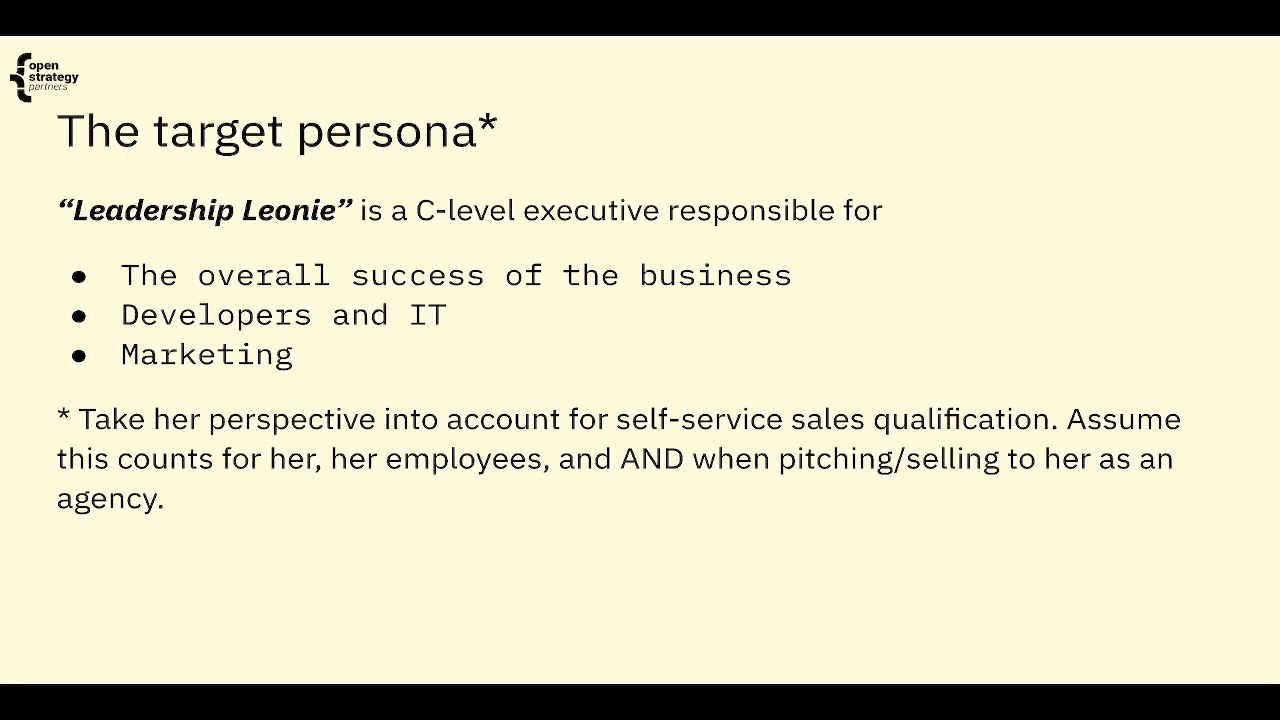 open
strategy
partners
The target persona*
“Leadership Leonie” is a C-level executive responsible for
● The overall success of the business
● Developers and IT
● Marketing
* Take her perspective into account for self-service sales qualification. Assume
this counts for her, her employees, and AND when pitching/selling to her as an
agency.